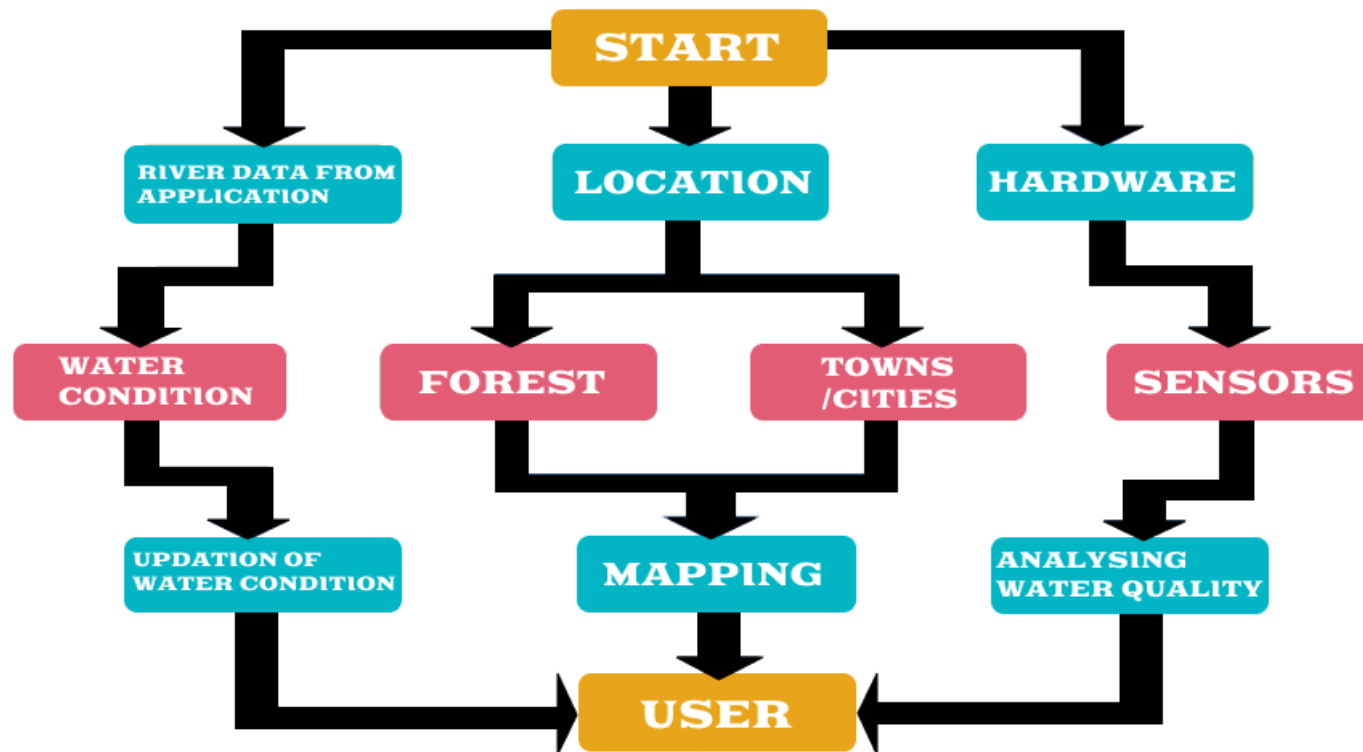 START
RIVER DATA FROM
APPLICATION
LOCATION
HARDWARE
WATER
CONDITION
FOREST
TOWNS
/CITIES
SENSORS
UPDATION OF
WATER CONDITION
MAPPING
ANALYSING
WATER QUALITY
USER